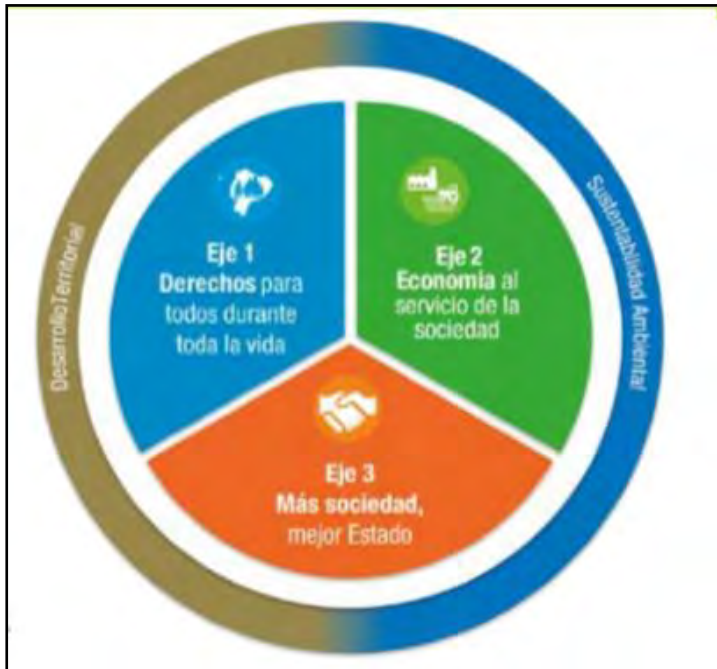 Eje 1
Derechos para
todos durante
toda la vida
Eje 2
Economia al
servicio de la
sociedad
Eje 3
Más sociedad,
mejor Estado
Desarrollo Territorial
Sustentabilidad Ambiental